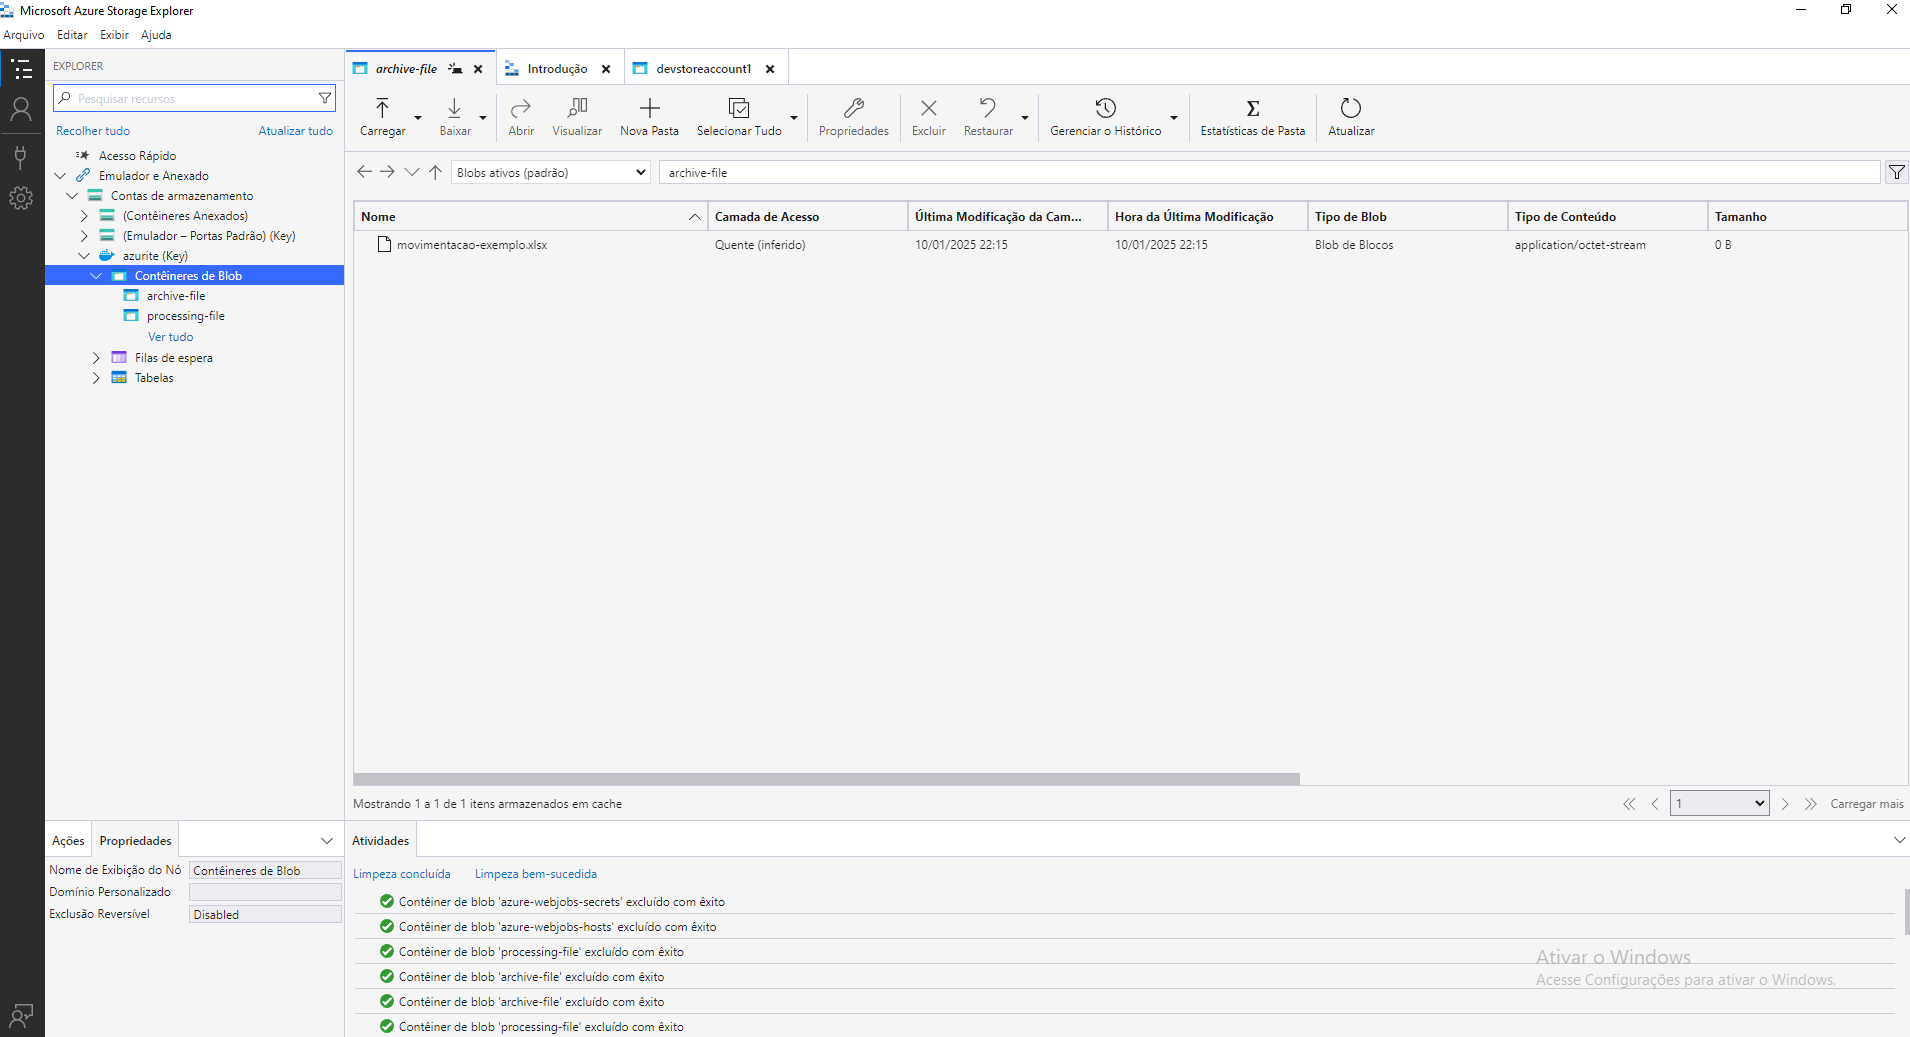 Microsoft Azure Storage Explorer
Arquivo Editar Exibir Ajuda
EXPLORER
Pesquisar recursos
Recolher tudo Atualizar tudo
Acesso Rápido
Emulador e Anexado
Contas de armazenamento
(Contêineres Anexados)
(Emulador – Portas Padrão) (Key)
azurite (Key)
Contêineres de Blob
archive-file
processing-file
Ver tudo
Filas de espera
Tabelas
archive-file Introdução devstoreaccount1
Carregar Baixar Abrir Visualizar Nova Pasta Selecionar Tudo Propriedades Excluir Restaurar Gerenciar o Histórico Estatísticas de Pasta Atualizar
Blobs ativos (padrão) archive-file
Nome Camada de Acesso Última Modificação da Cam... Hora da Última Modificação Tipo de Blob Tipo de Conteúdo Tamanho
movimentacao-exemplo.xlsx Quente (inferido) 10/01/2025 22:15 10/01/2025 22:15 Blob de Blocos application/octet-stream 0 B
Mostrando 1 a 1 de 1 itens armazenados em cache 1 Carregar mais
Ações Propriedades
Nome de Exibição do Nó Contêineres de Blob
Domínio Personalizado
Exclusão Reversível Disabled
Atividades
Limpeza concluída Limpeza bem-sucedida
Contêiner de blob 'azure-webjobs-secrets' excluído com êxito
Contêiner de blob 'azure-webjobs-hosts' excluído com êxito
Contêiner de blob 'processing-file' excluído com êxito
Contêiner de blob 'archive-file' excluído com êxito
Contêiner de blob 'archive-file' excluído com êxito
Contêiner de blob 'processing-file' excluído com êxito
Ativar o Windows
Acesse Configurações para ativar o Windows.